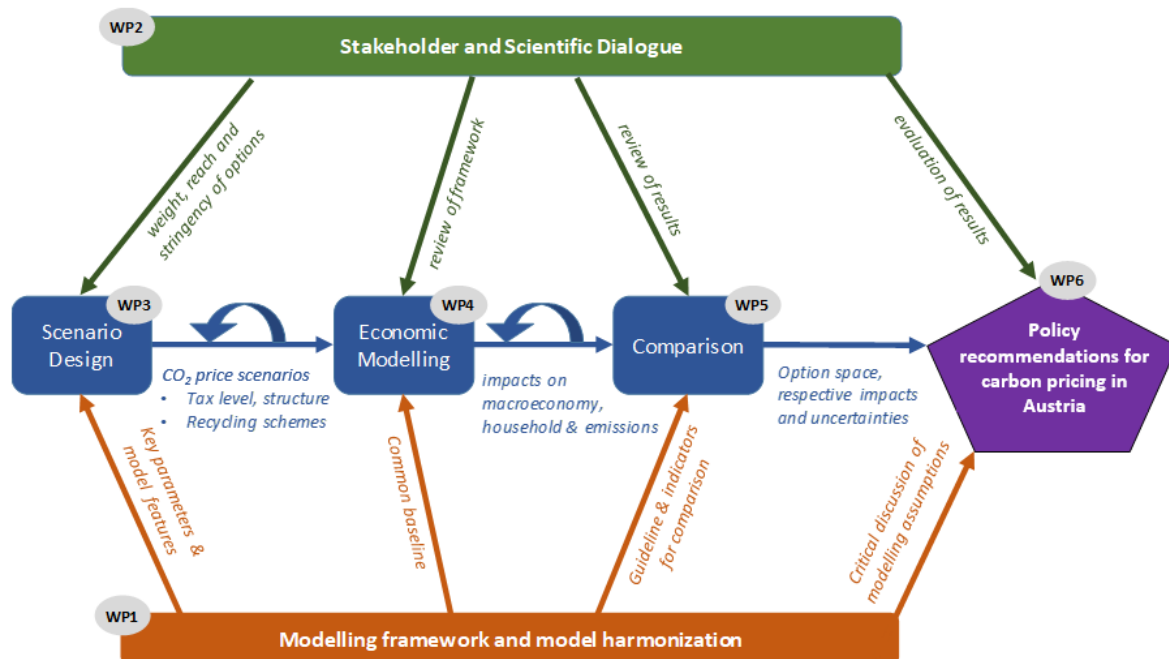 WP2
Stakeholder and Scientific Dialogue
weight, reach and
stringency of options
review of framework
review of results
evaluation of results
WP3
Scenario
Design
WP4
Economic
Modelling
WP5
Comparison
WP6
Policy
recommendations for
carbon pricing in
Austria
CO₂ price scenarios
• Tax level, structure
• Recycling schemes
impacts on
macroeconomy,
household & emissions
Option space,
respective impacts
and uncertainties
Key parameters &
model features
Common baseline
Guideline & indicators
for comparison
Critical discussion of
modelling assumptions
WP1
Modelling framework and model harmonization